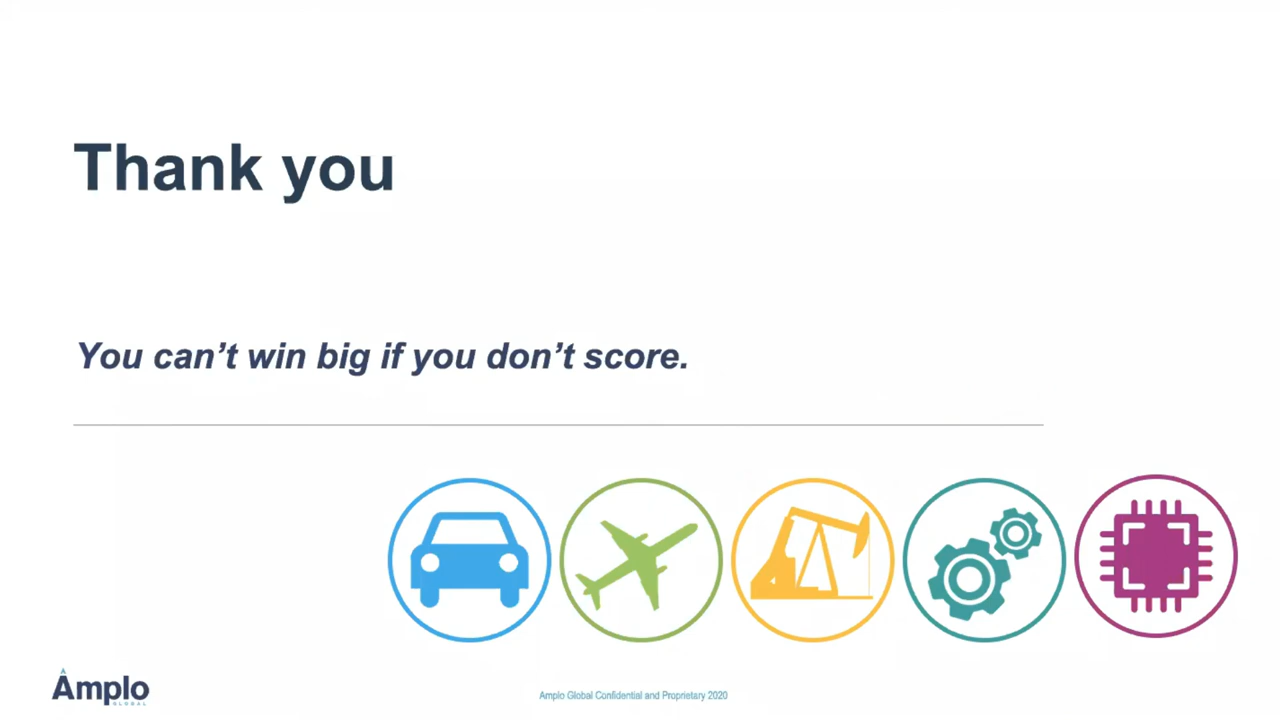 Thank you
You can’t win big if you don’t score.
Amplo
GLOBAL
Amplo Global Confidential and Proprietary 2020